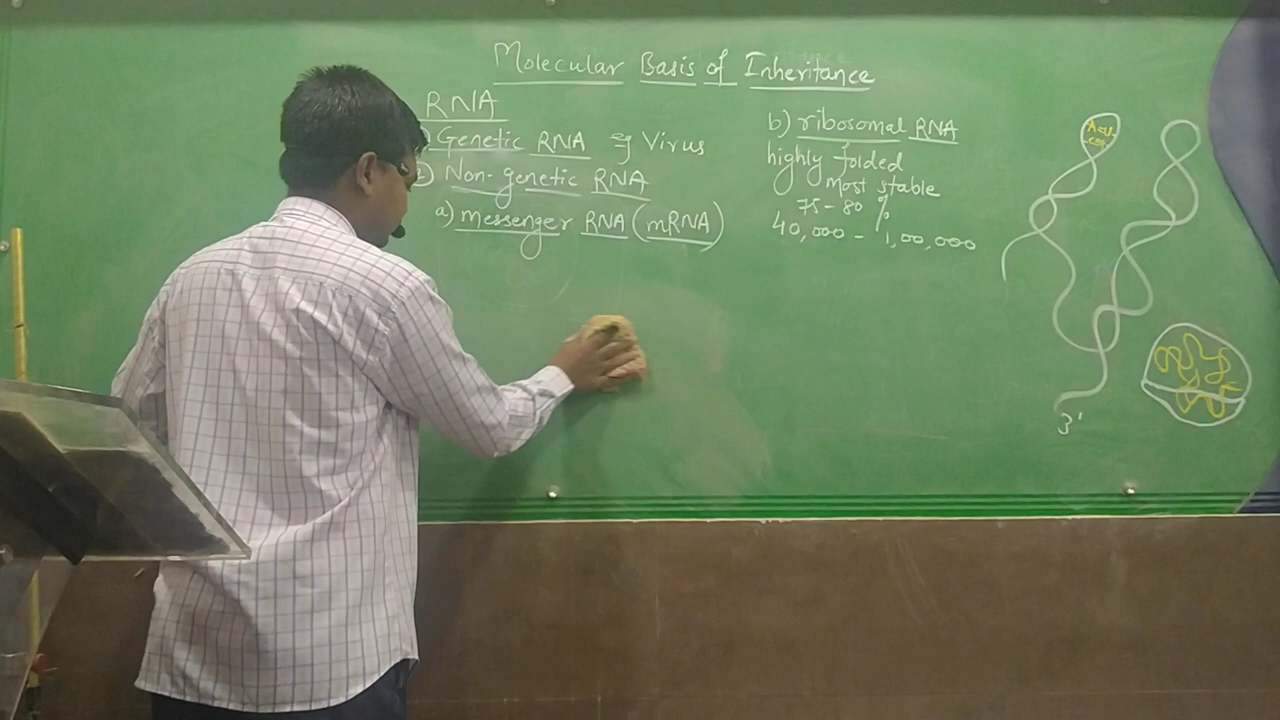 Molecular Basis of Inheritance
RNA
Genetic RNA eg Virus
2) Non-genetic RNA
a) messenger RNA (mRNA)
b) ribosomal RNA
highly folded
most stable
75-80 %
40,000 - 1,00,000
A=U
3'